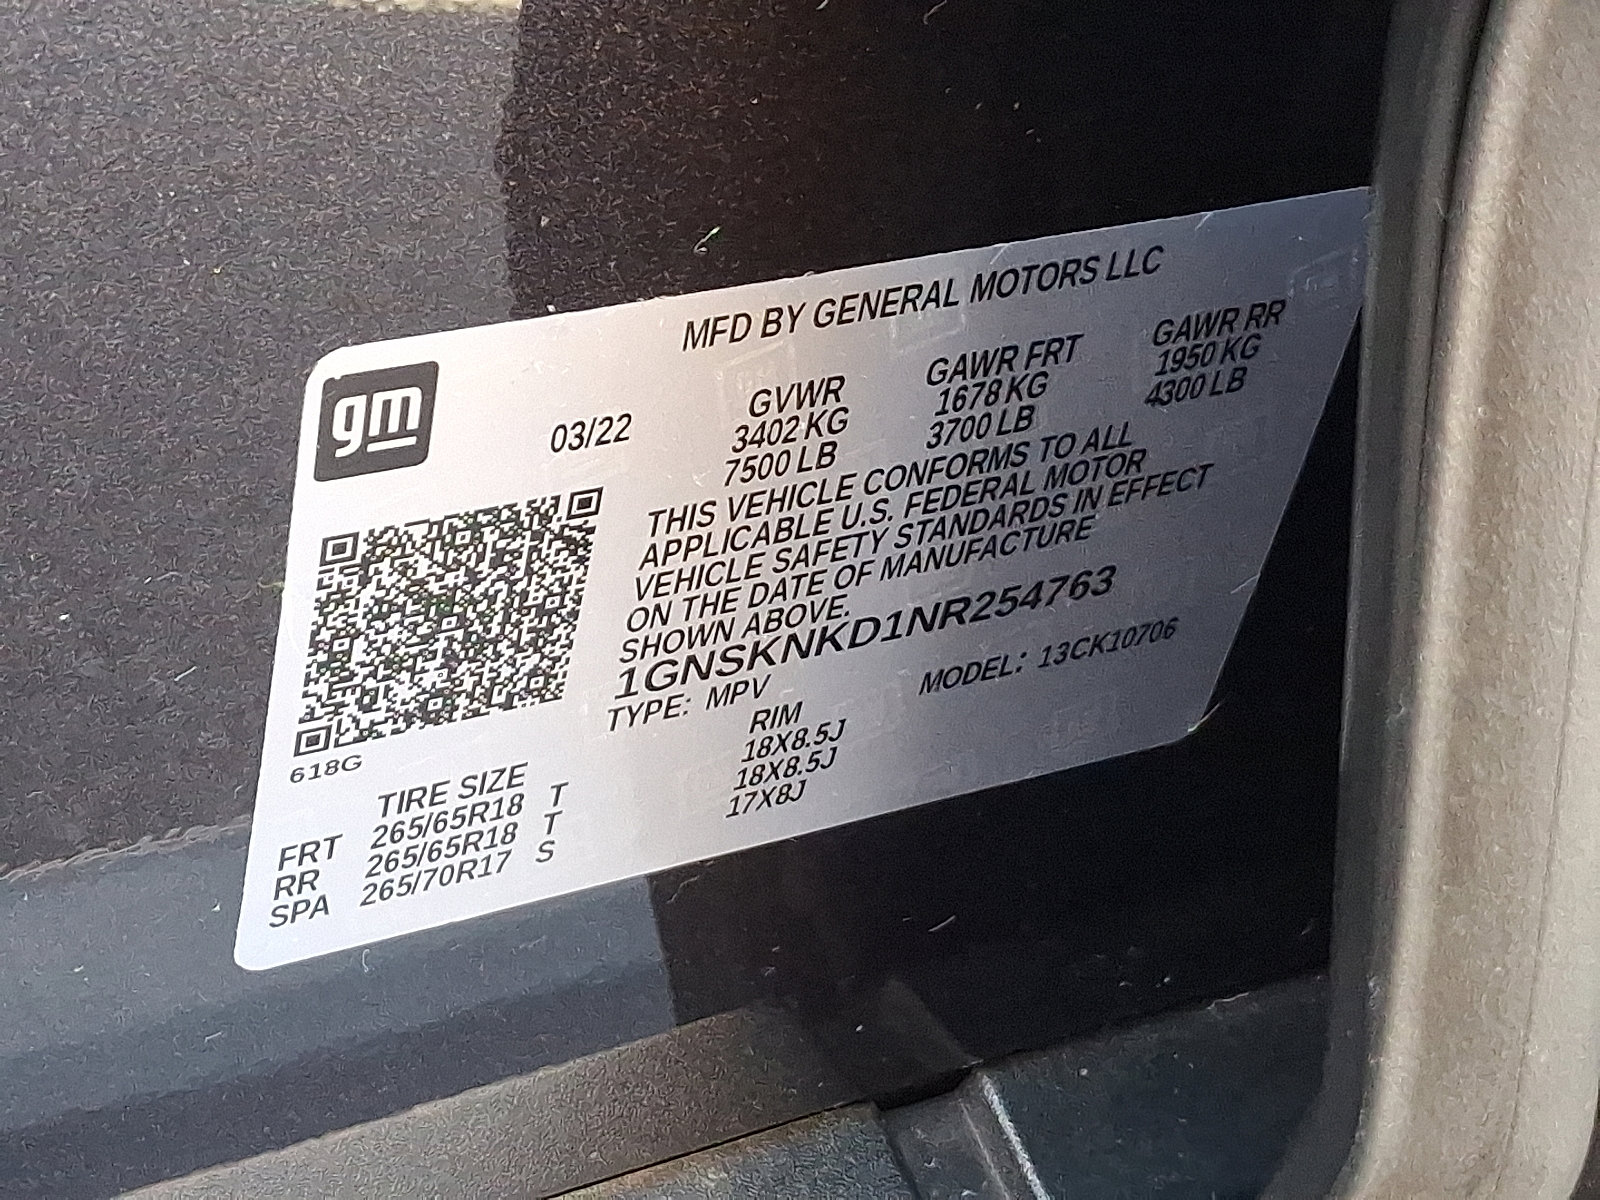 MFD BY GENERAL MOTORS LLC
gm
03/22
GVWR GAWR FRT GAWR RR
3402 KG 1678 KG 1950 KG
7500 LB 3700 LB 4300 LB
THIS VEHICLE CONFORMS TO ALL
APPLICABLE U.S. FEDERAL MOTOR
VEHICLE SAFETY STANDARDS IN EFFECT
ON THE DATE OF MANUFACTURE
SHOWN ABOVE.
1GNSKNKD1NR254763
TYPE: MPV MODEL: 13CK10706
618G
TIRE SIZE RIM
FRT 265/65R18 T 18X8.5J
RR 265/65R18 T 18X8.5J
SPA 265/70R17 S 17X8J